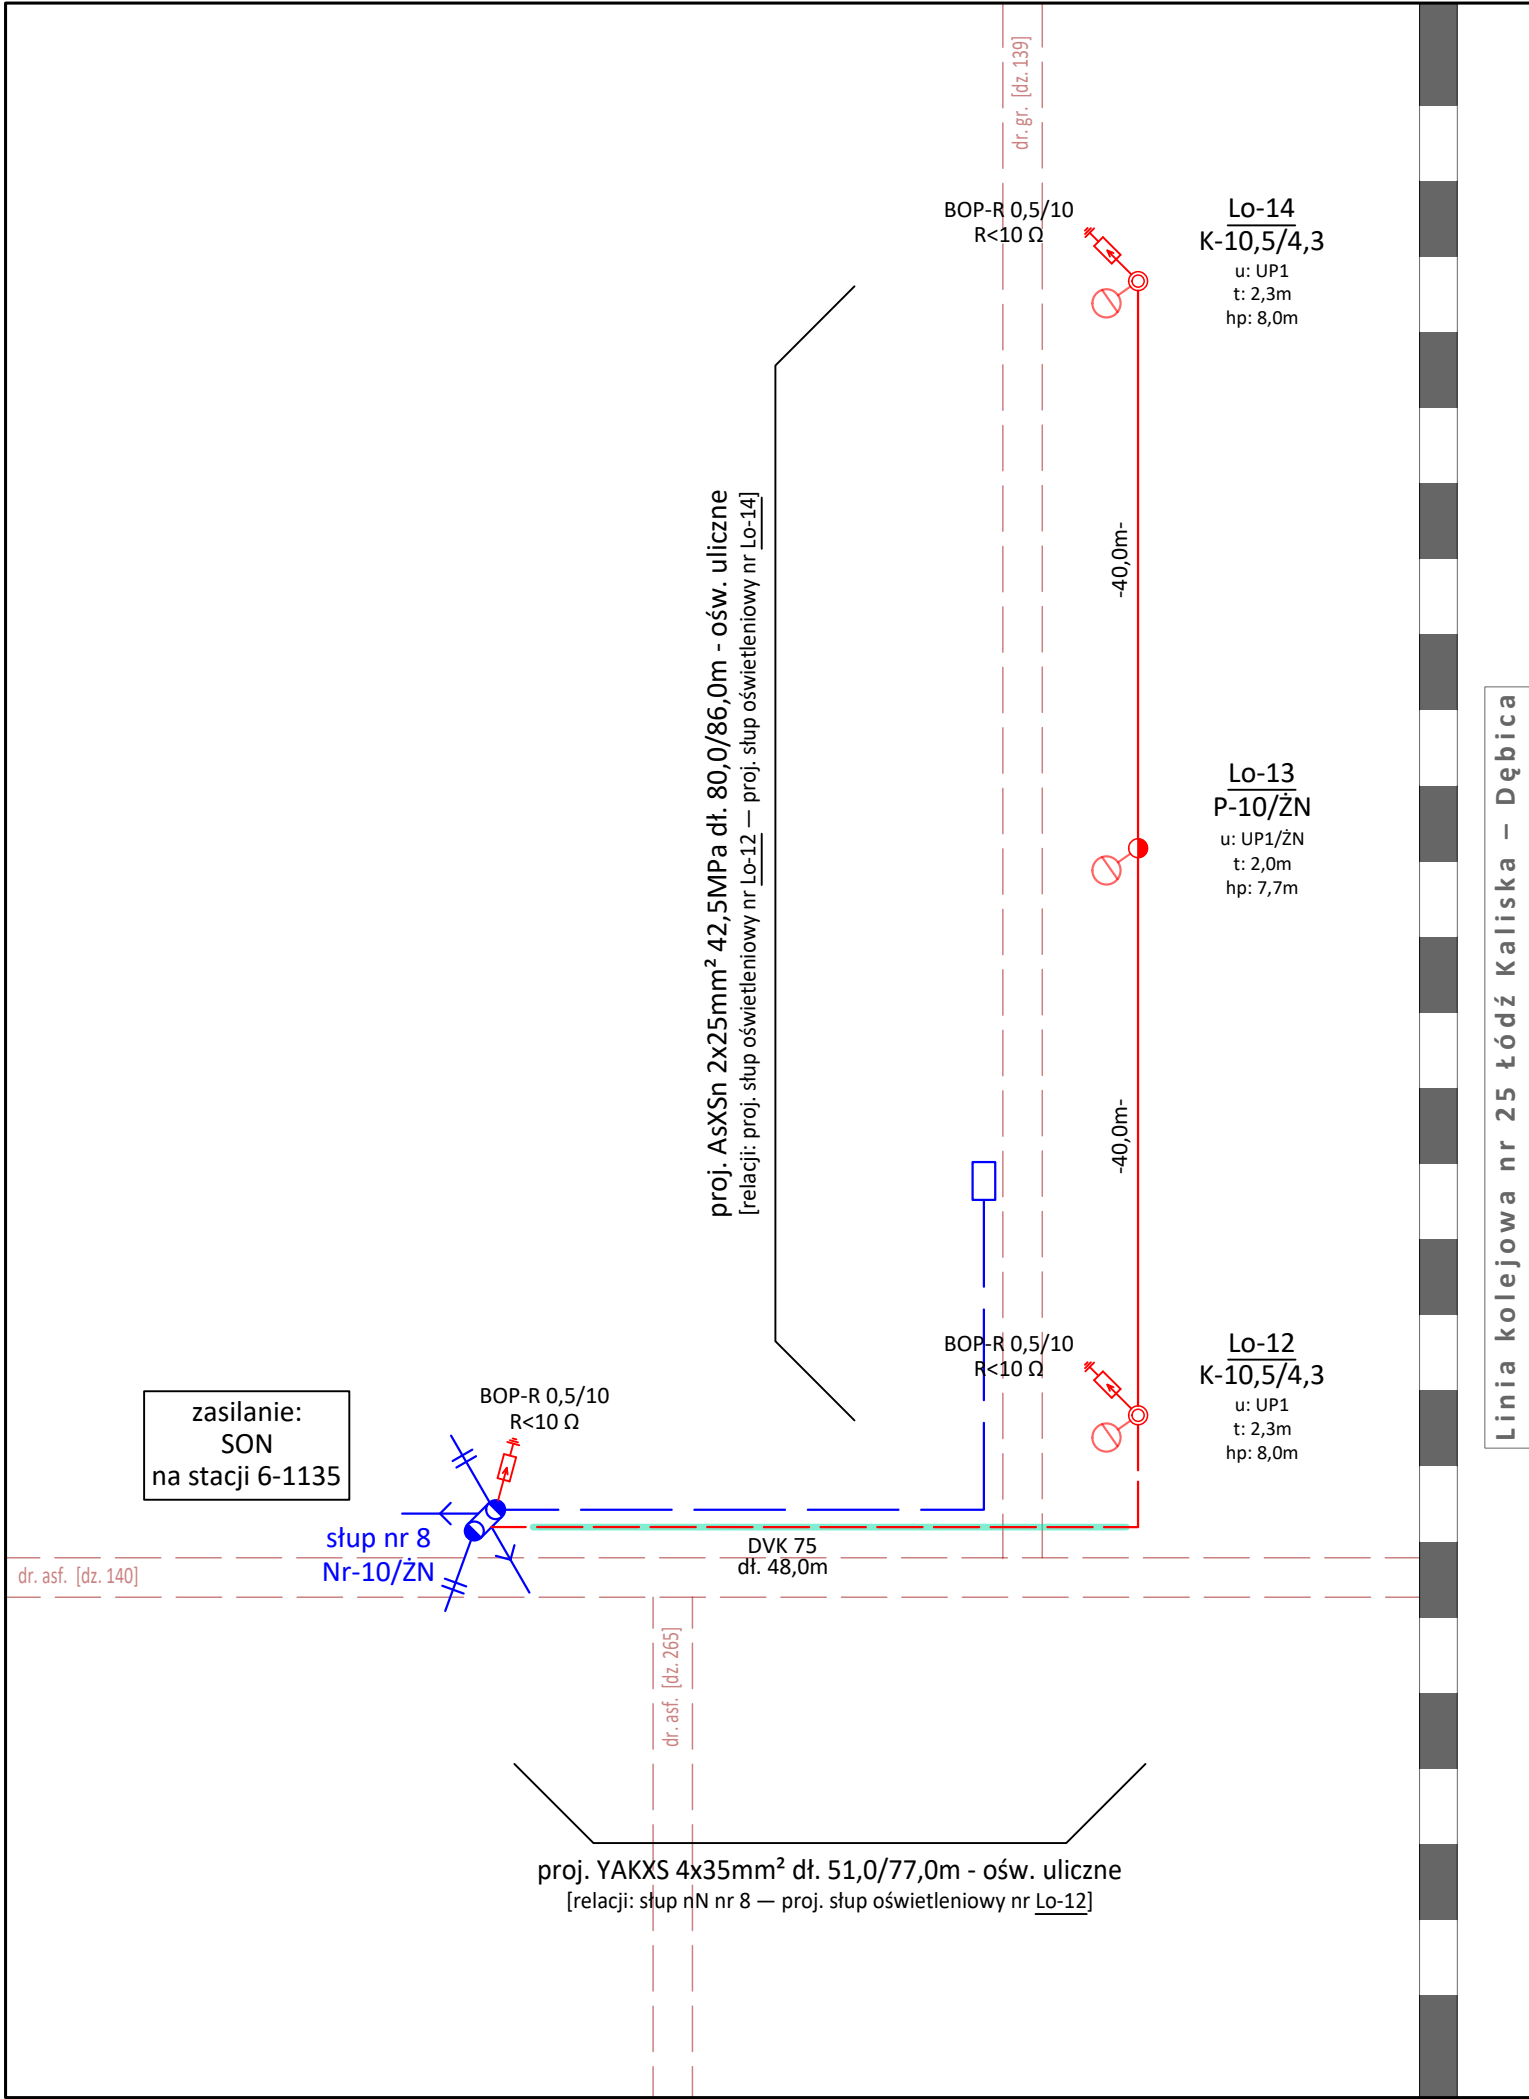 dr. gr. [dz. 139]
BOP-R 0,5/10
R<10 Ω
Lo-14
K-10,5/4,3
u: UP1
t: 2,3m
hp: 8,0m
-40,0m-
proj. AsXSn 2x25mm² 42,5MPa dł. 80,0/86,0m - ośw. uliczne
[relacji: proj. słup oświetleniowy nr Lo-12 — proj. słup oświetleniowy nr Lo-14]
Lo-13
P-10/ŻN
u: UP1/ŻN
t: 2,0m
hp: 7,7m
Linia kolejowa nr 25 Łódź Kaliska – Dębica
-40,0m-
BOP-R 0,5/10
R<10 Ω
Lo-12
K-10,5/4,3
u: UP1
t: 2,3m
hp: 8,0m
zasilanie:
SON
na stacji 6-1135
BOP-R 0,5/10
R<10 Ω
słup nr 8
Nr-10/ŻN
DVK 75
dł. 48,0m
dr. asf. [dz. 140]
dr. asf. [dz. 265]
proj. YAKXS 4x35mm² dł. 51,0/77,0m - ośw. uliczne
[relacji: słup nN nr 8 — proj. słup oświetleniowy nr Lo-12]